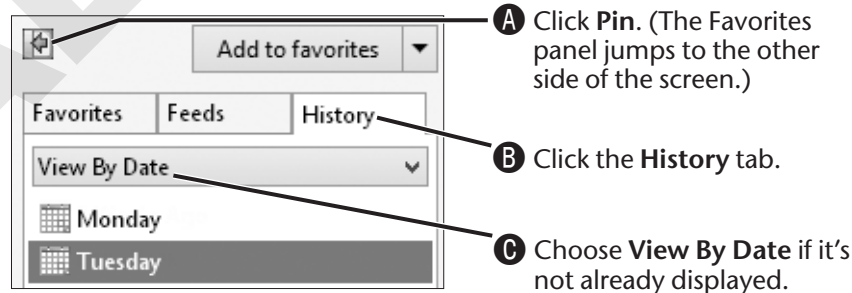 Add to favorites
Favorites Feeds History
View By Date
Monday
Tuesday
A Click Pin. (The Favorites
panel jumps to the other
side of the screen.)
B Click the History tab.
C Choose View By Date if it's
not already displayed.